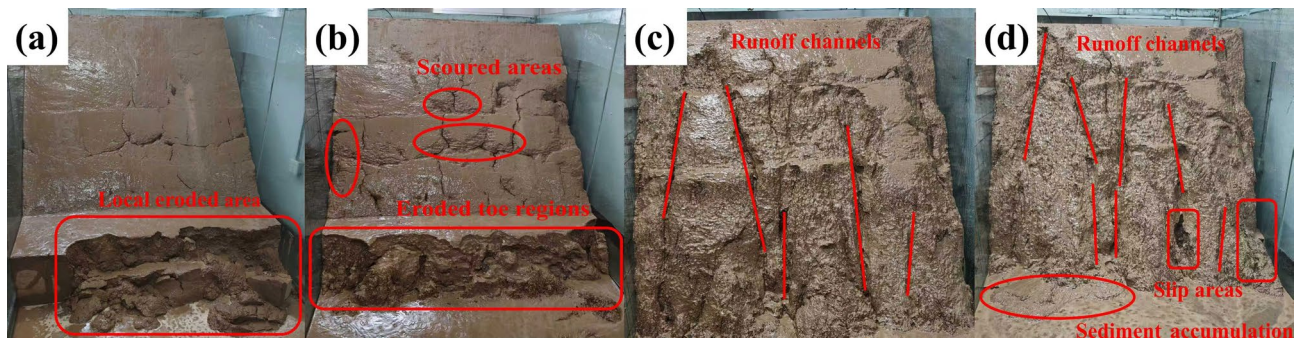 (a)
Local eroded area
(b)
Scoured areas
Eroded toe regions
(c)
Runoff channels
(d)
Runoff channels
Slip areas
Sediment accumulation